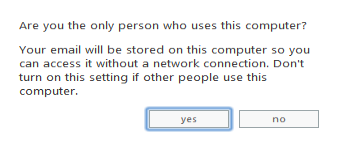 Are you the only person who uses this computer?
Your email will be stored on this computer so you
can access it without a network connection. Don't
turn on this setting if other people use this
computer.
yes no